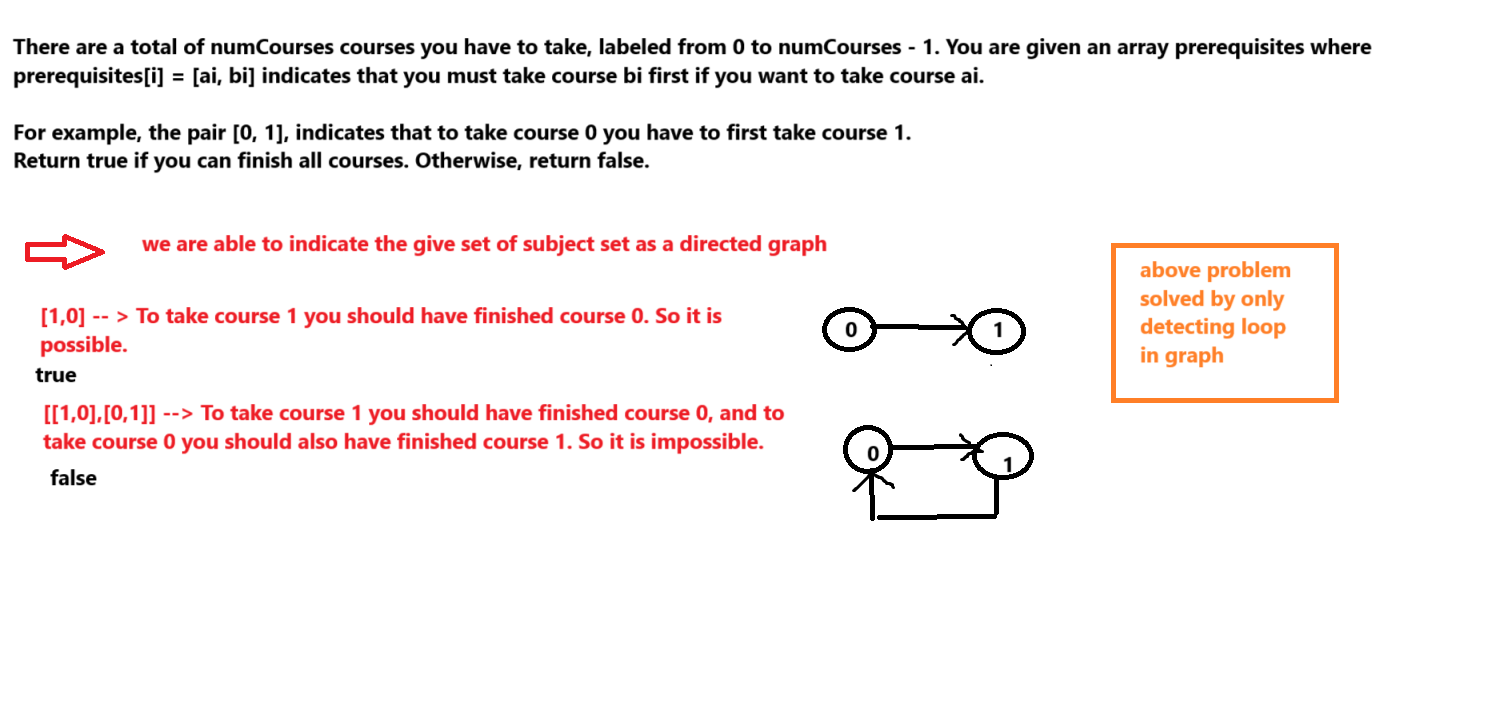 There are a total of numCourses courses you have to take, labeled from 0 to numCourses - 1. You are given an array prerequisites where
prerequisites[i] = [ai, bi] indicates that you must take course bi first if you want to take course ai.
For example, the pair [0, 1], indicates that to take course 0 you have to first take course 1.
Return true if you can finish all courses. Otherwise, return false.
we are able to indicate the give set of subject set as a directed graph
above problem
solved by only
detecting loop
in graph
[1,0] -- > To take course 1 you should have finished course 0. So it is
possible.
true
0
1
[[1,0],[0,1]] --> To take course 1 you should have finished course 0, and to
take course 0 you should also have finished course 1. So it is impossible.
false
0
1